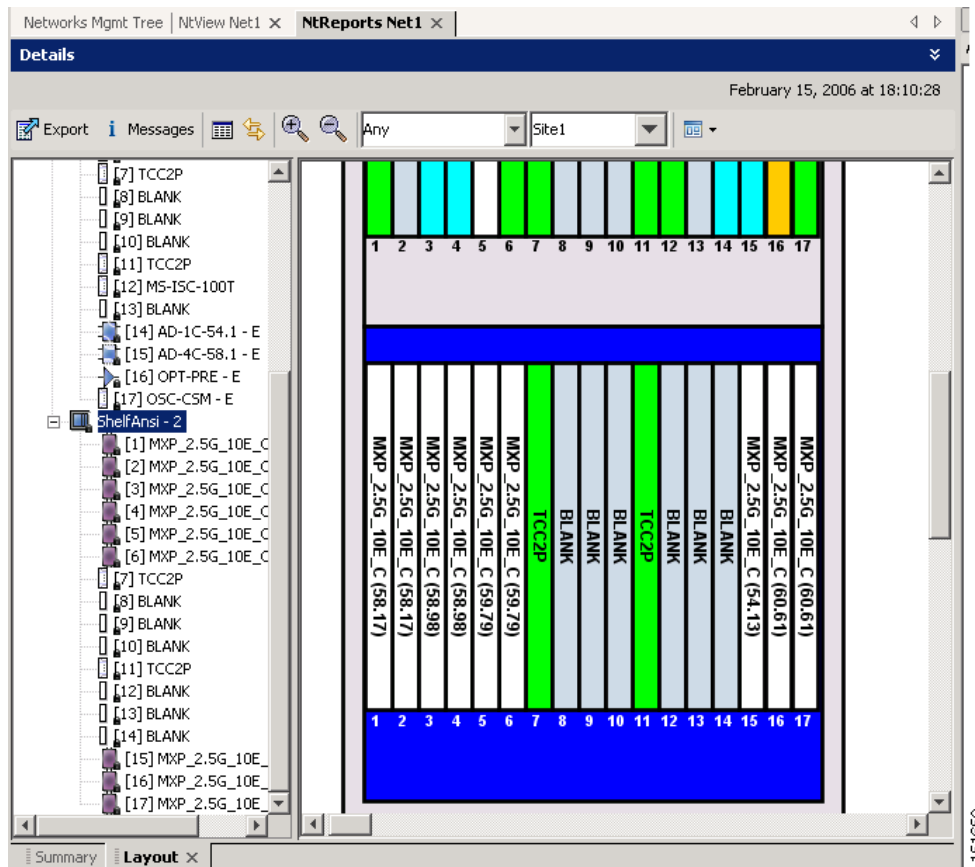 Networks Mgmt Tree NtView Net1 × NtReports Net1 ×
Details
February 15, 2006 at 18:10:28
Export i Messages Any Site1
[7] TCC2P
[8] BLANK
[9] BLANK
[10] BLANK
[11] TCC2P
[12] MS-ISC-100T
[13] BLANK
[14] AD-1C-54.1 - E
[15] AD-4C-58.1 - E
[16] OPT-PRE - E
[17] OSC-CSM - E
ShelfAnsi - 2
[1] MXP_2.5G_10E_C
[2] MXP_2.5G_10E_C
[3] MXP_2.5G_10E_C
[4] MXP_2.5G_10E_C
[5] MXP_2.5G_10E_C
[6] MXP_2.5G_10E_C
[7] TCC2P
[8] BLANK
[9] BLANK
[10] BLANK
[11] TCC2P
[12] BLANK
[13] BLANK
[14] BLANK
[15] MXP_2.5G_10E_
[16] MXP_2.5G_10E_
[17] MXP_2.5G_10E_
1 2 3 4 5 6 7 8 9 10 11 12 13 14 15 16 17
MXP_2.5G_10E_C (58.17)
MXP_2.5G_10E_C (58.17)
MXP_2.5G_10E_C (58.98)
MXP_2.5G_10E_C (58.98)
MXP_2.5G_10E_C (59.79)
MXP_2.5G_10E_C (59.79)
TCC2P
BLANK
BLANK
BLANK
TCC2P
BLANK
BLANK
BLANK
MXP_2.5G_10E_C (54.13)
MXP_2.5G_10E_C (60.61)
MXP_2.5G_10E_C (60.61)
1 2 3 4 5 6 7 8 9 10 11 12 13 14 15 16 17
Summary Layout ×